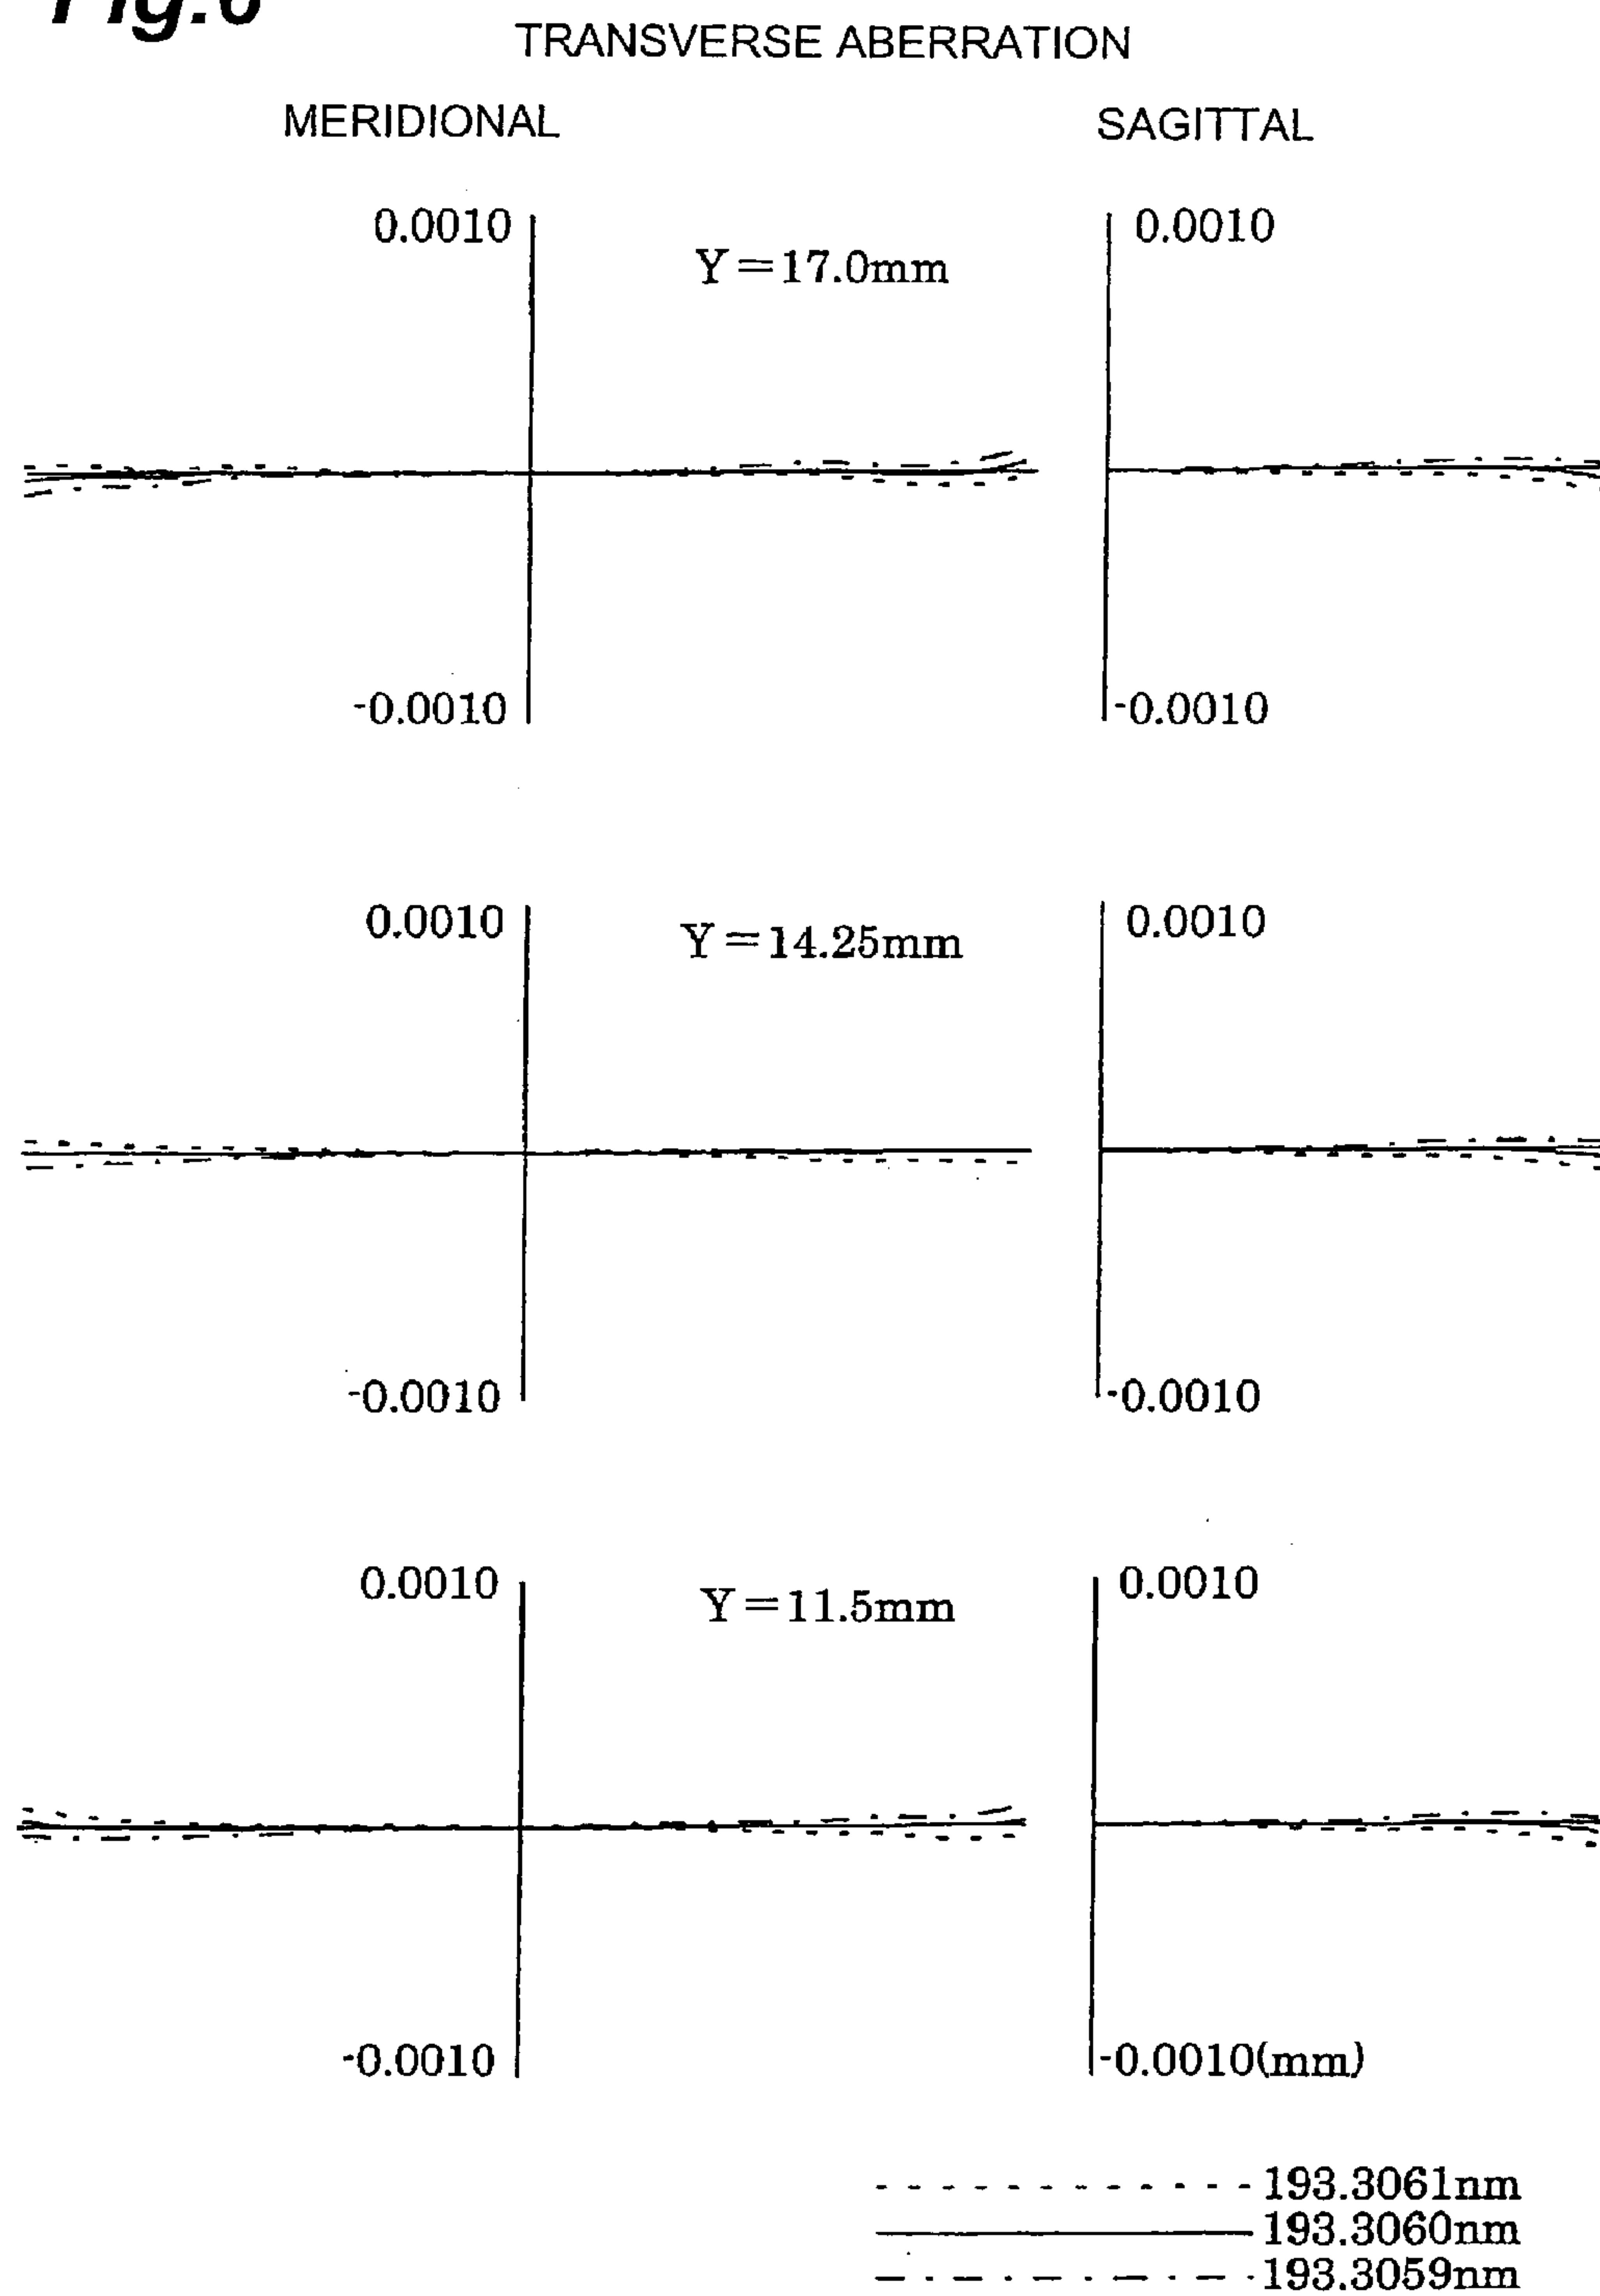 TRANSVERSE ABERRATION
MERIDIONAL SAGITTAL
0.0010 0.0010
Y=17.0mm
-0.0010 -0.0010
0.0010 0.0010
Y=14.25mm
-0.0010 -0.0010
0.0010 0.0010
Y=11.5mm
-0.0010 -0.0010(mm)
193.3061nm
193.3060nm
193.3059nm